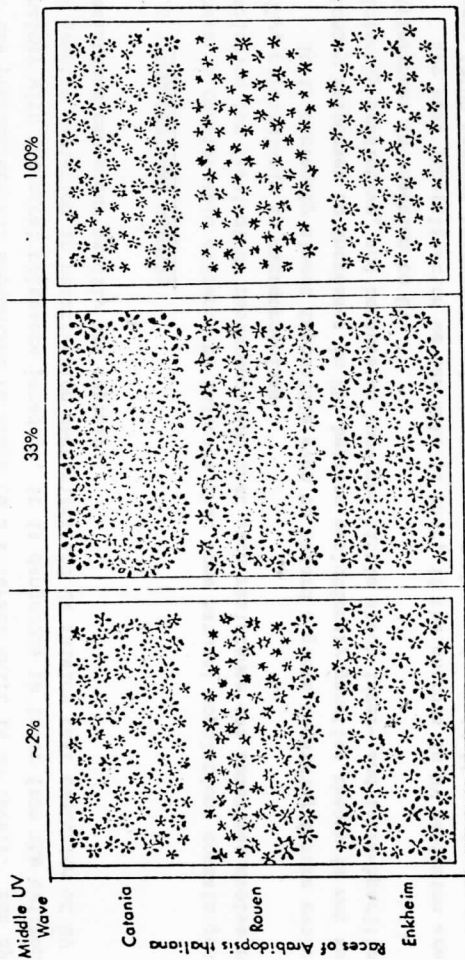 Middle UV
Wave
~2%
33%
100%
Races of Arabidopsis thaliana
Catania
Rouen
Enkheim